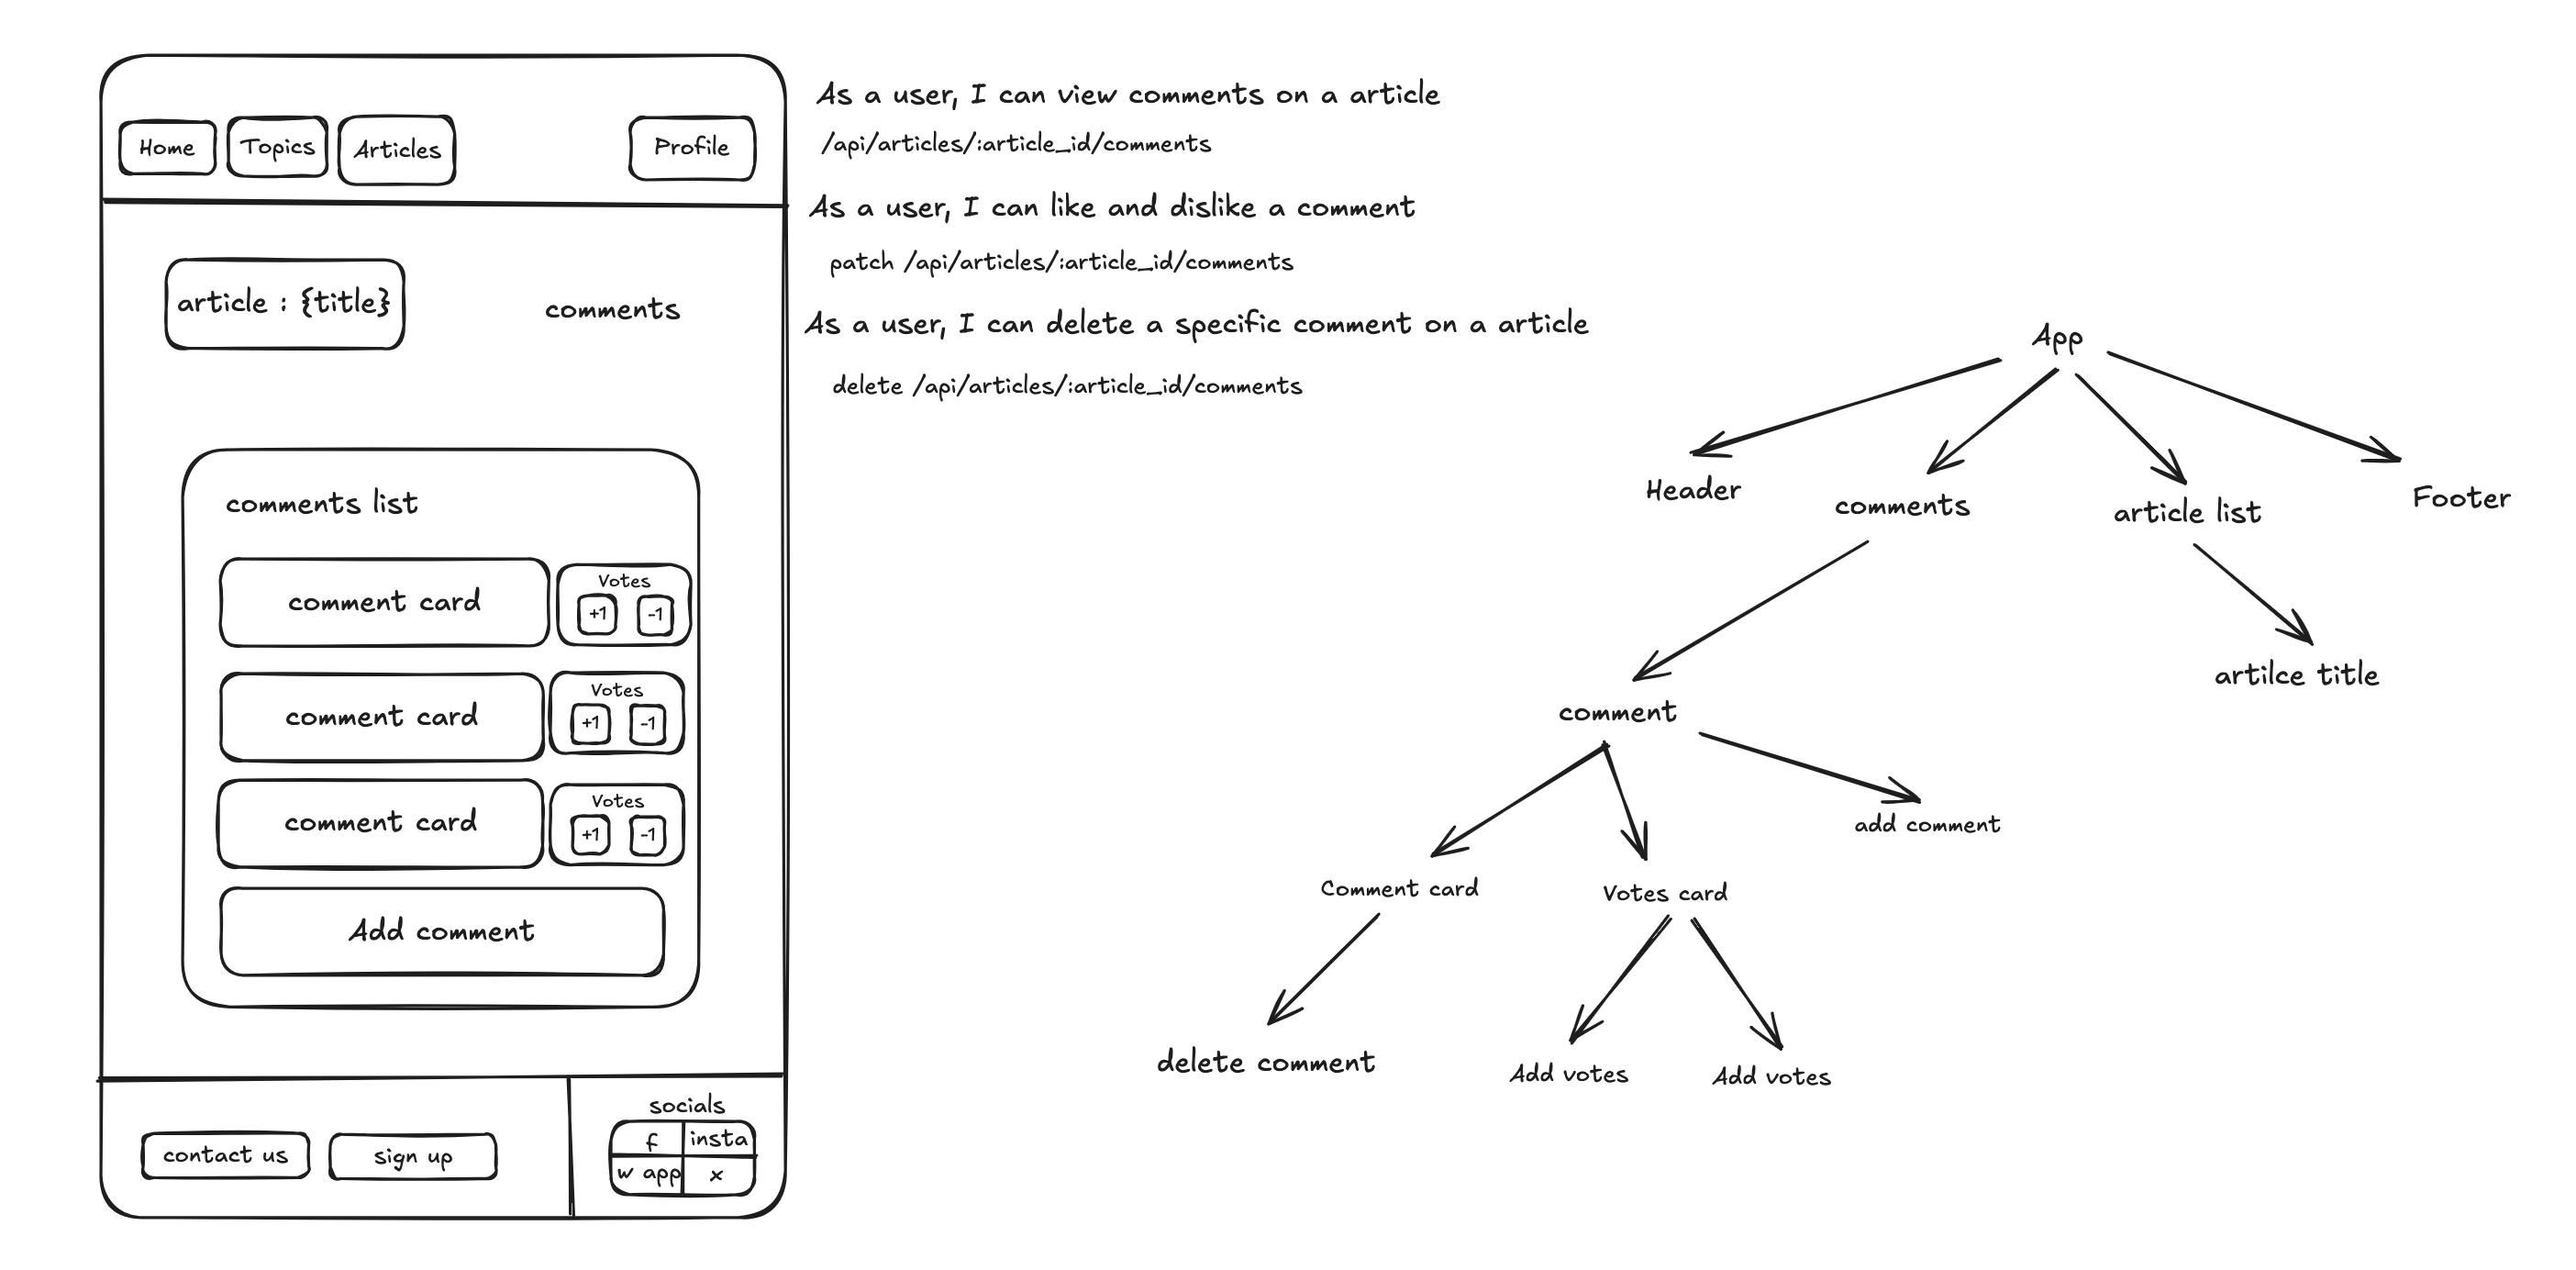 Home
Topics
Articles
Profile
article : {title}
comments
comments list
comment card
Votes
+1
-1
comment card
Votes
+1
-1
comment card
Votes
+1
-1
Add comment
contact us
sign up
socials
f
insta
w app
x
As a user, I can view comments on a article
/api/articles/:article_id/comments
As a user, I can like and dislike a comment
patch /api/articles/:article_id/comments
As a user, I can delete a specific comment on a article
delete /api/articles/:article_id/comments
App
Header
comments
article list
Footer
comment
artilce title
Comment card
Votes card
add comment
delete comment
Add votes
Add votes